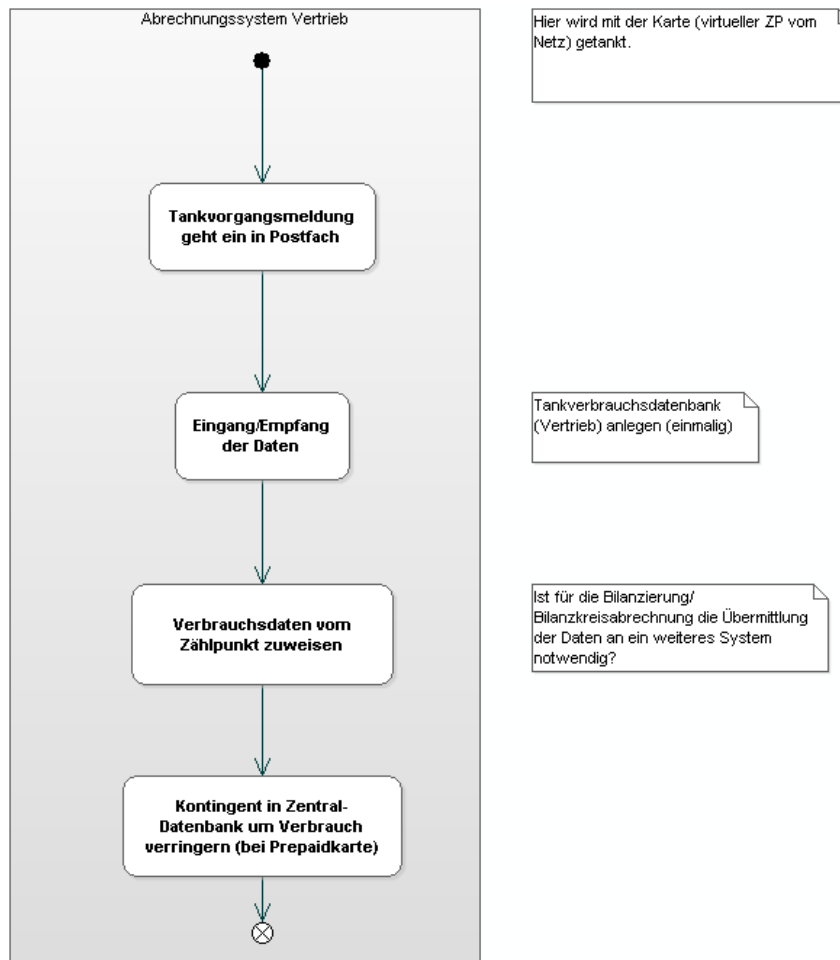 Abrechnungssystem Vertrieb
Hier wird mit der Karte (virtueller ZP vom
Netz) getankt.
Tankvorgangsmeldung
geht ein in Postfach
Eingang/Empfang
der Daten
Tankverbrauchsdatenbank
(Vertrieb) anlegen (einmalig)
Verbrauchsdaten vom
Zählpunkt zuweisen
Ist für die Bilanzierung/
Bilanzkreisabrechnung die Übermittlung
der Daten an ein weiteres System
notwendig?
Kontingent in Zentral-
Datenbank um Verbrauch
verringern (bei Prepaidkarte)